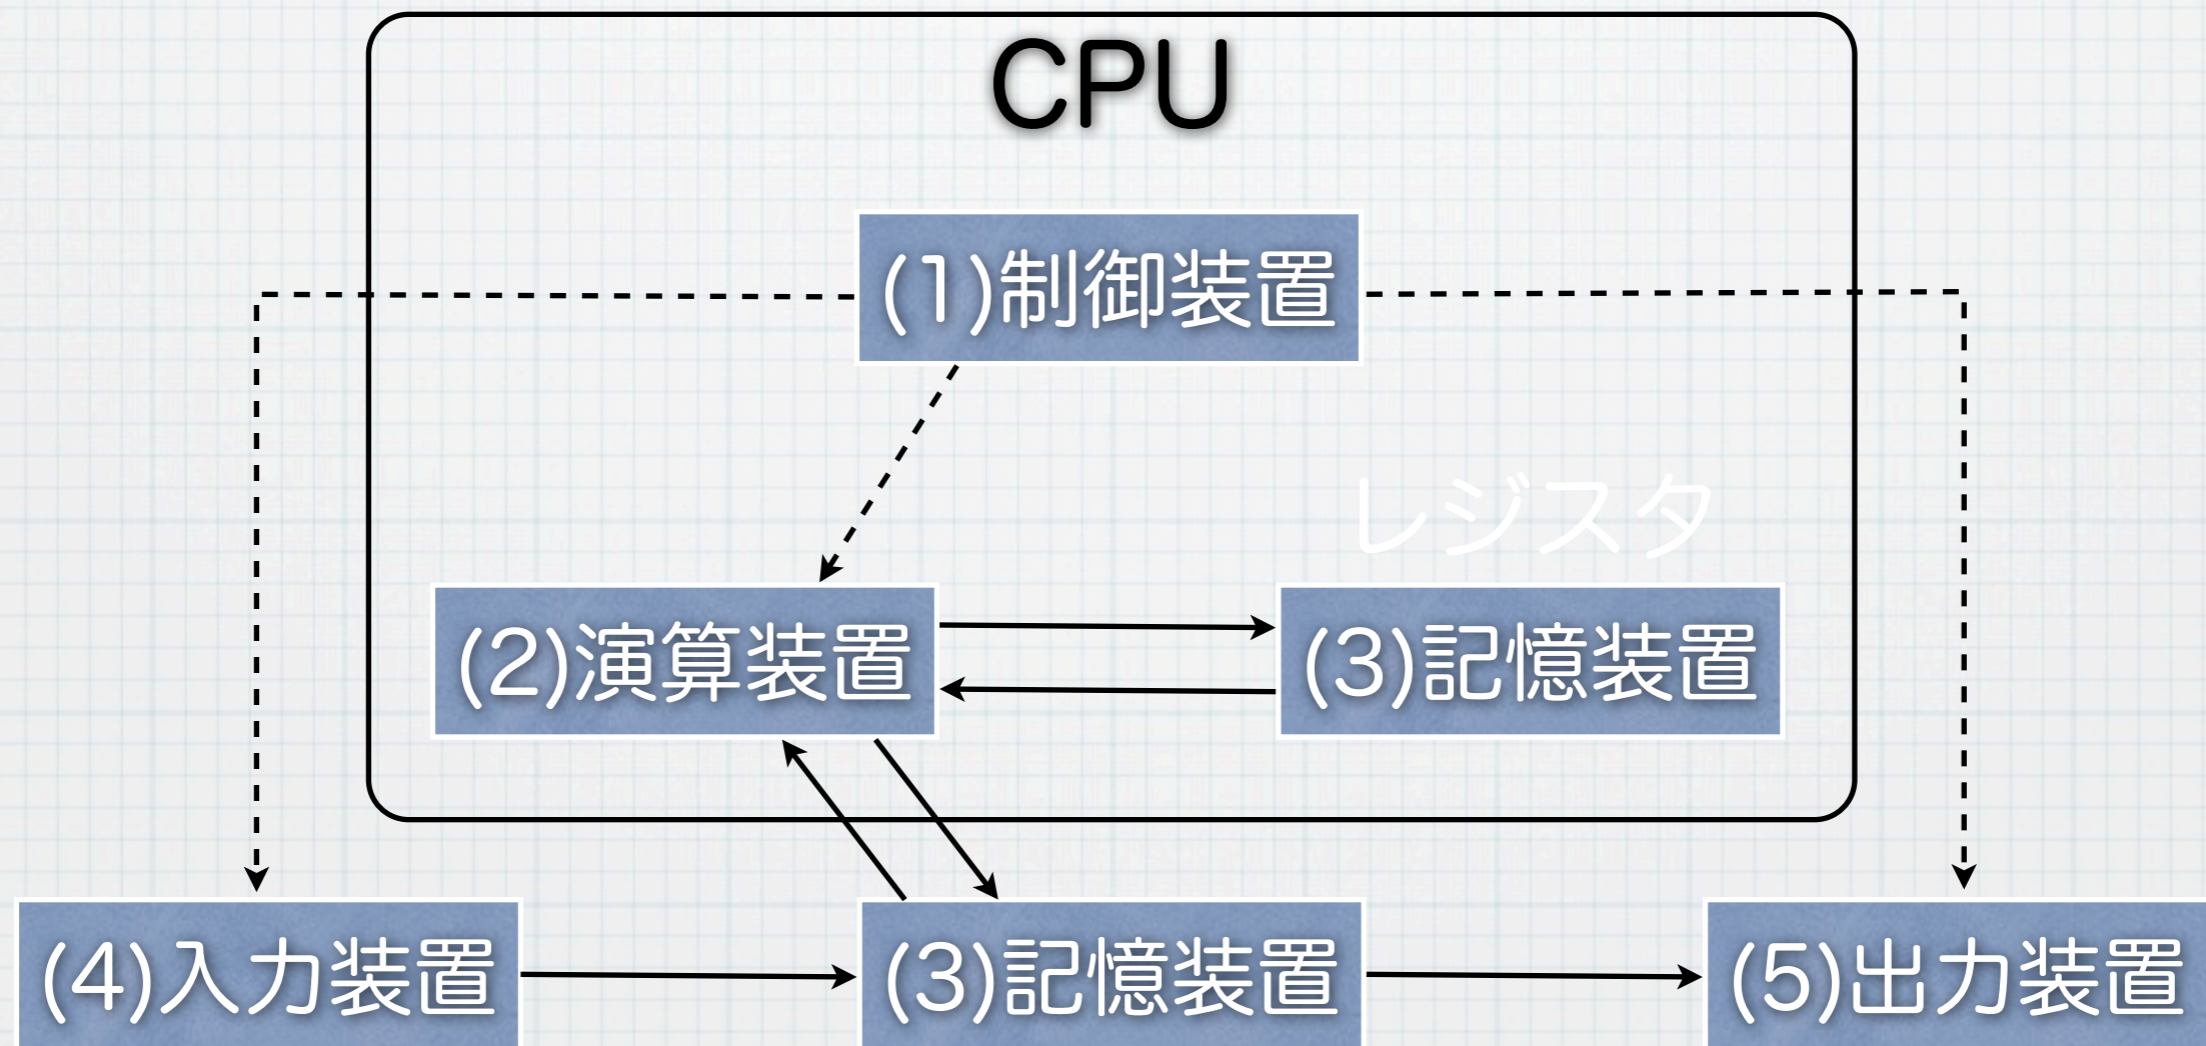 CPU
(1)制御装置
レジスタ
(2)演算装置
(3)記憶装置
(4)入力装置
(3)記憶装置
(5)出力装置